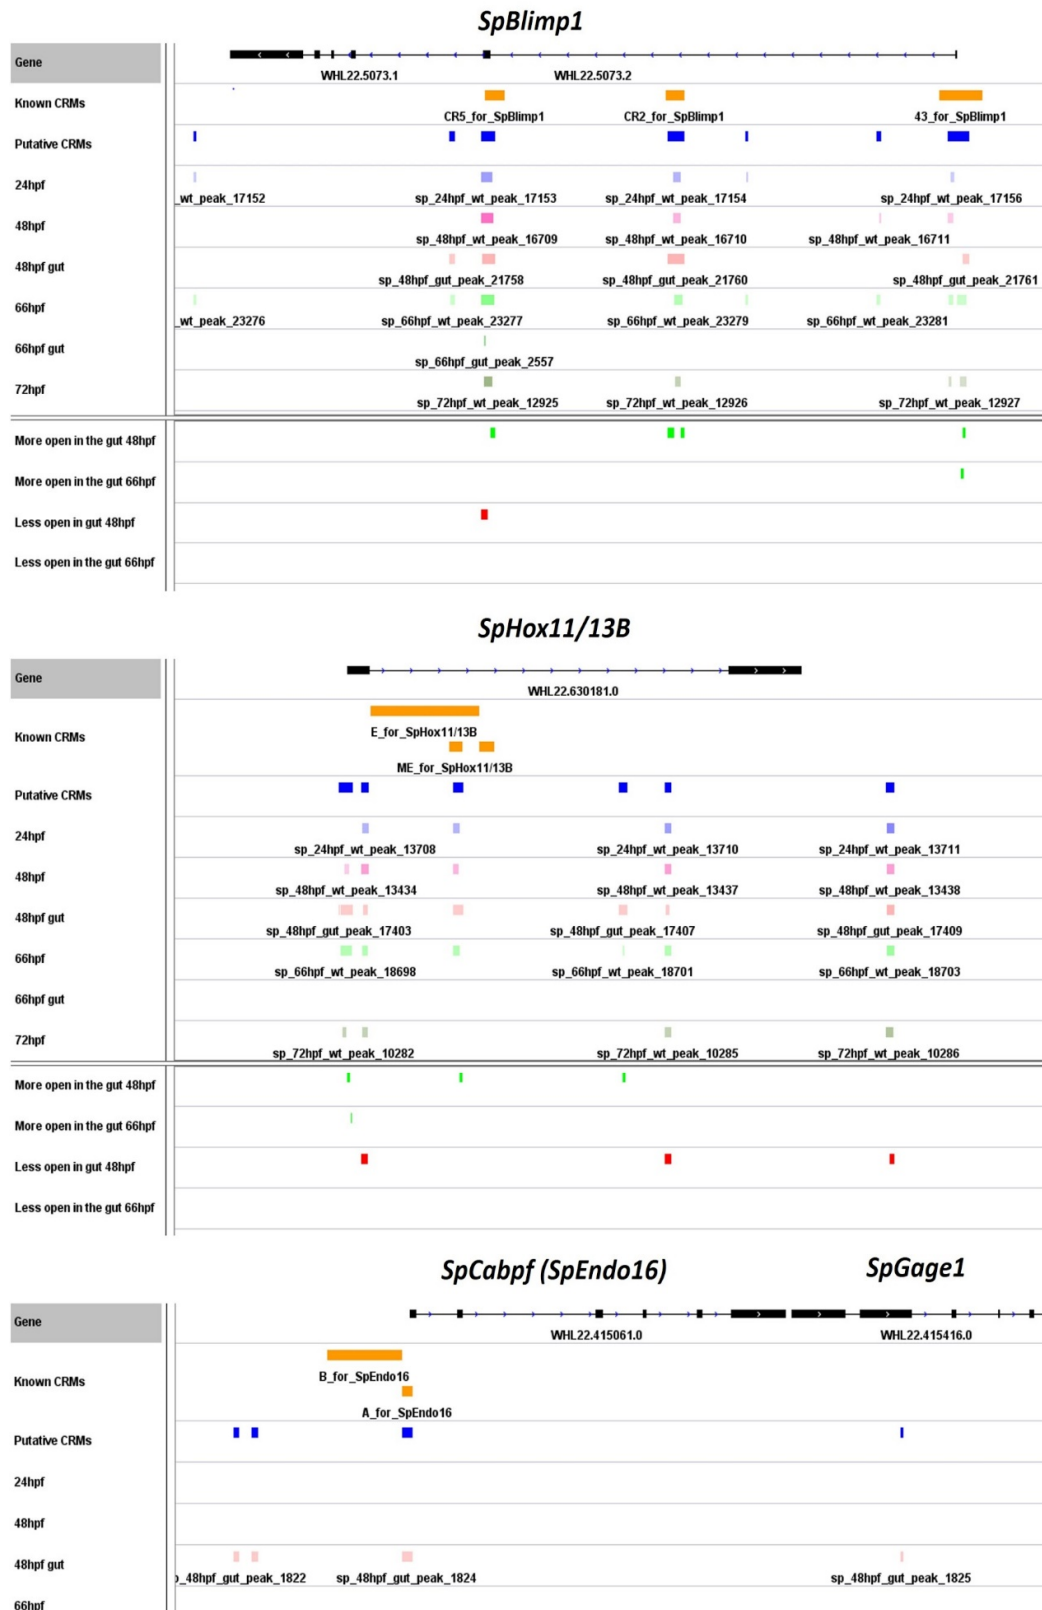 SpBlimp1
Gene
WHL22.5073.1 WHL22.5073.2
Known CRMs
CR5_for_SpBlimp1 CR2_for_SpBlimp1 43_for_SpBlimp1
Putative CRMs
24hpf
_wt_peak_17152 sp_24hpf_wt_peak_17153 sp_24hpf_wt_peak_17154 sp_24hpf_wt_peak_17156
48hpf
sp_48hpf_wt_peak_16709 sp_48hpf_wt_peak_16710 sp_48hpf_wt_peak_16711
48hpf gut
sp_48hpf_gut_peak_21758 sp_48hpf_gut_peak_21760 sp_48hpf_gut_peak_21761
66hpf
_wt_peak_23276 sp_66hpf_wt_peak_23277 sp_66hpf_wt_peak_23279 sp_66hpf_wt_peak_23281
66hpf gut
sp_66hpf_gut_peak_2557
72hpf
sp_72hpf_wt_peak_12925 sp_72hpf_wt_peak_12926 sp_72hpf_wt_peak_12927
More open in the gut 48hpf
More open in the gut 66hpf
Less open in gut 48hpf
Less open in the gut 66hpf
SpHox11/13B
Gene
WHL22.630181.0
Known CRMs
E_for_SpHox11/13B
ME_for_SpHox11/13B
Putative CRMs
24hpf
sp_24hpf_wt_peak_13708 sp_24hpf_wt_peak_13710 sp_24hpf_wt_peak_13711
48hpf
sp_48hpf_wt_peak_13434 sp_48hpf_wt_peak_13437 sp_48hpf_wt_peak_13438
48hpf gut
sp_48hpf_gut_peak_17403 sp_48hpf_gut_peak_17407 sp_48hpf_gut_peak_17409
66hpf
sp_66hpf_wt_peak_18698 sp_66hpf_wt_peak_18701 sp_66hpf_wt_peak_18703
66hpf gut
72hpf
sp_72hpf_wt_peak_10282 sp_72hpf_wt_peak_10285 sp_72hpf_wt_peak_10286
More open in the gut 48hpf
More open in the gut 66hpf
Less open in gut 48hpf
Less open in the gut 66hpf
SpCabpf (SpEndo16) SpGage1
Gene
WHL22.415061.0 WHL22.415416.0
Known CRMs
B_for_SpEndo16
A_for_SpEndo16
Putative CRMs
24hpf
48hpf
48hpf gut
_48hpf_gut_peak_1822 sp_48hpf_gut_peak_1824 sp_48hpf_gut_peak_1825
66hpf